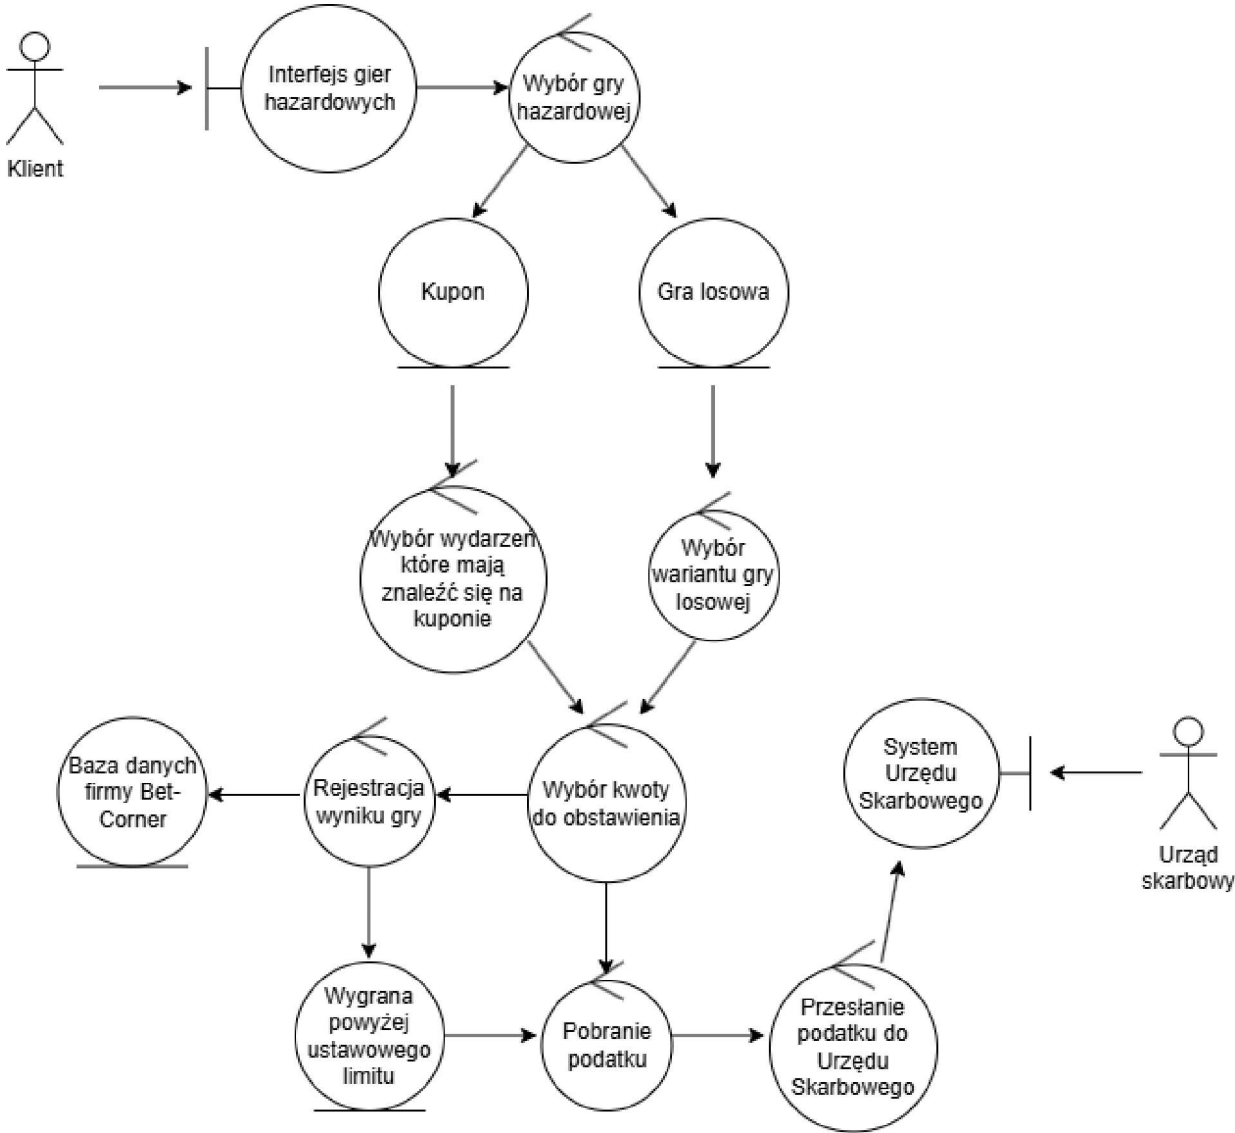 Klient
Interfejs gier
hazardowych
Wybór gry
hazardowej
Kupon
Gra losowa
Wybór wydarzeń
które mają
znaleźć się na
kuponie
Wybór
wariantu gry
losowej
Baza danych
firmy Bet-
Corner
Rejestracja
wyniku gry
Wybór kwoty
do obstawienia
System
Urzędu
Skarbowego
Urząd
skarbowy
Wygrana
powyżej
ustawowego
limitu
Pobranie
podatku
Przesłanie
podatku do
Urzędu
Skarbowego